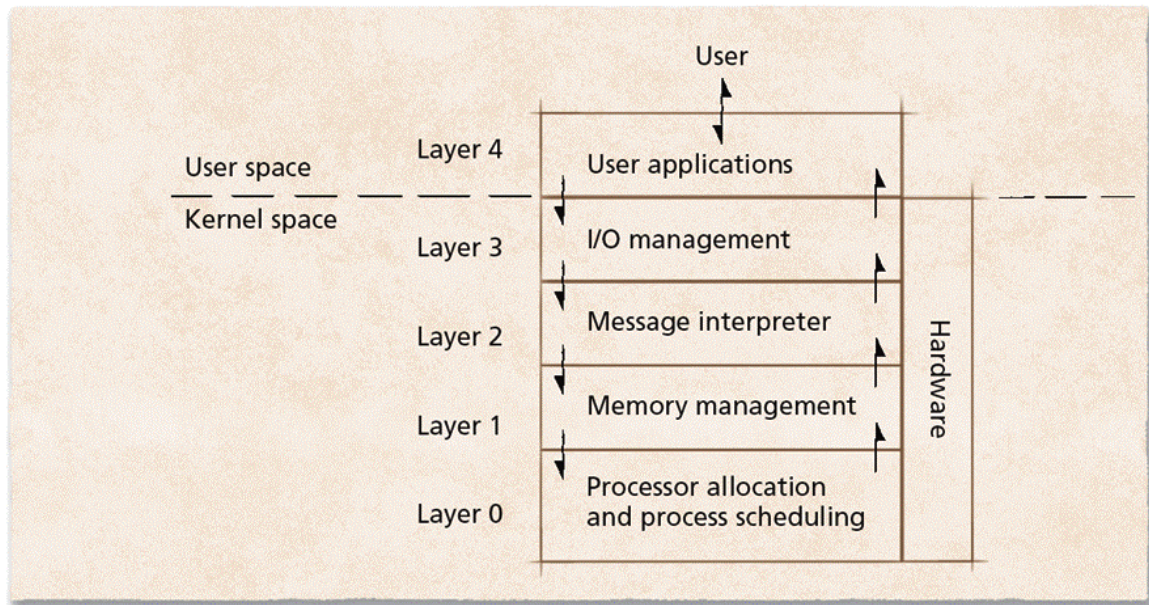 User
Layer 4
User applications
User space
Kernel space
Layer 3
I/O management
Layer 2
Message interpreter
Hardware
Layer 1
Memory management
Layer 0
Processor allocation
and process scheduling